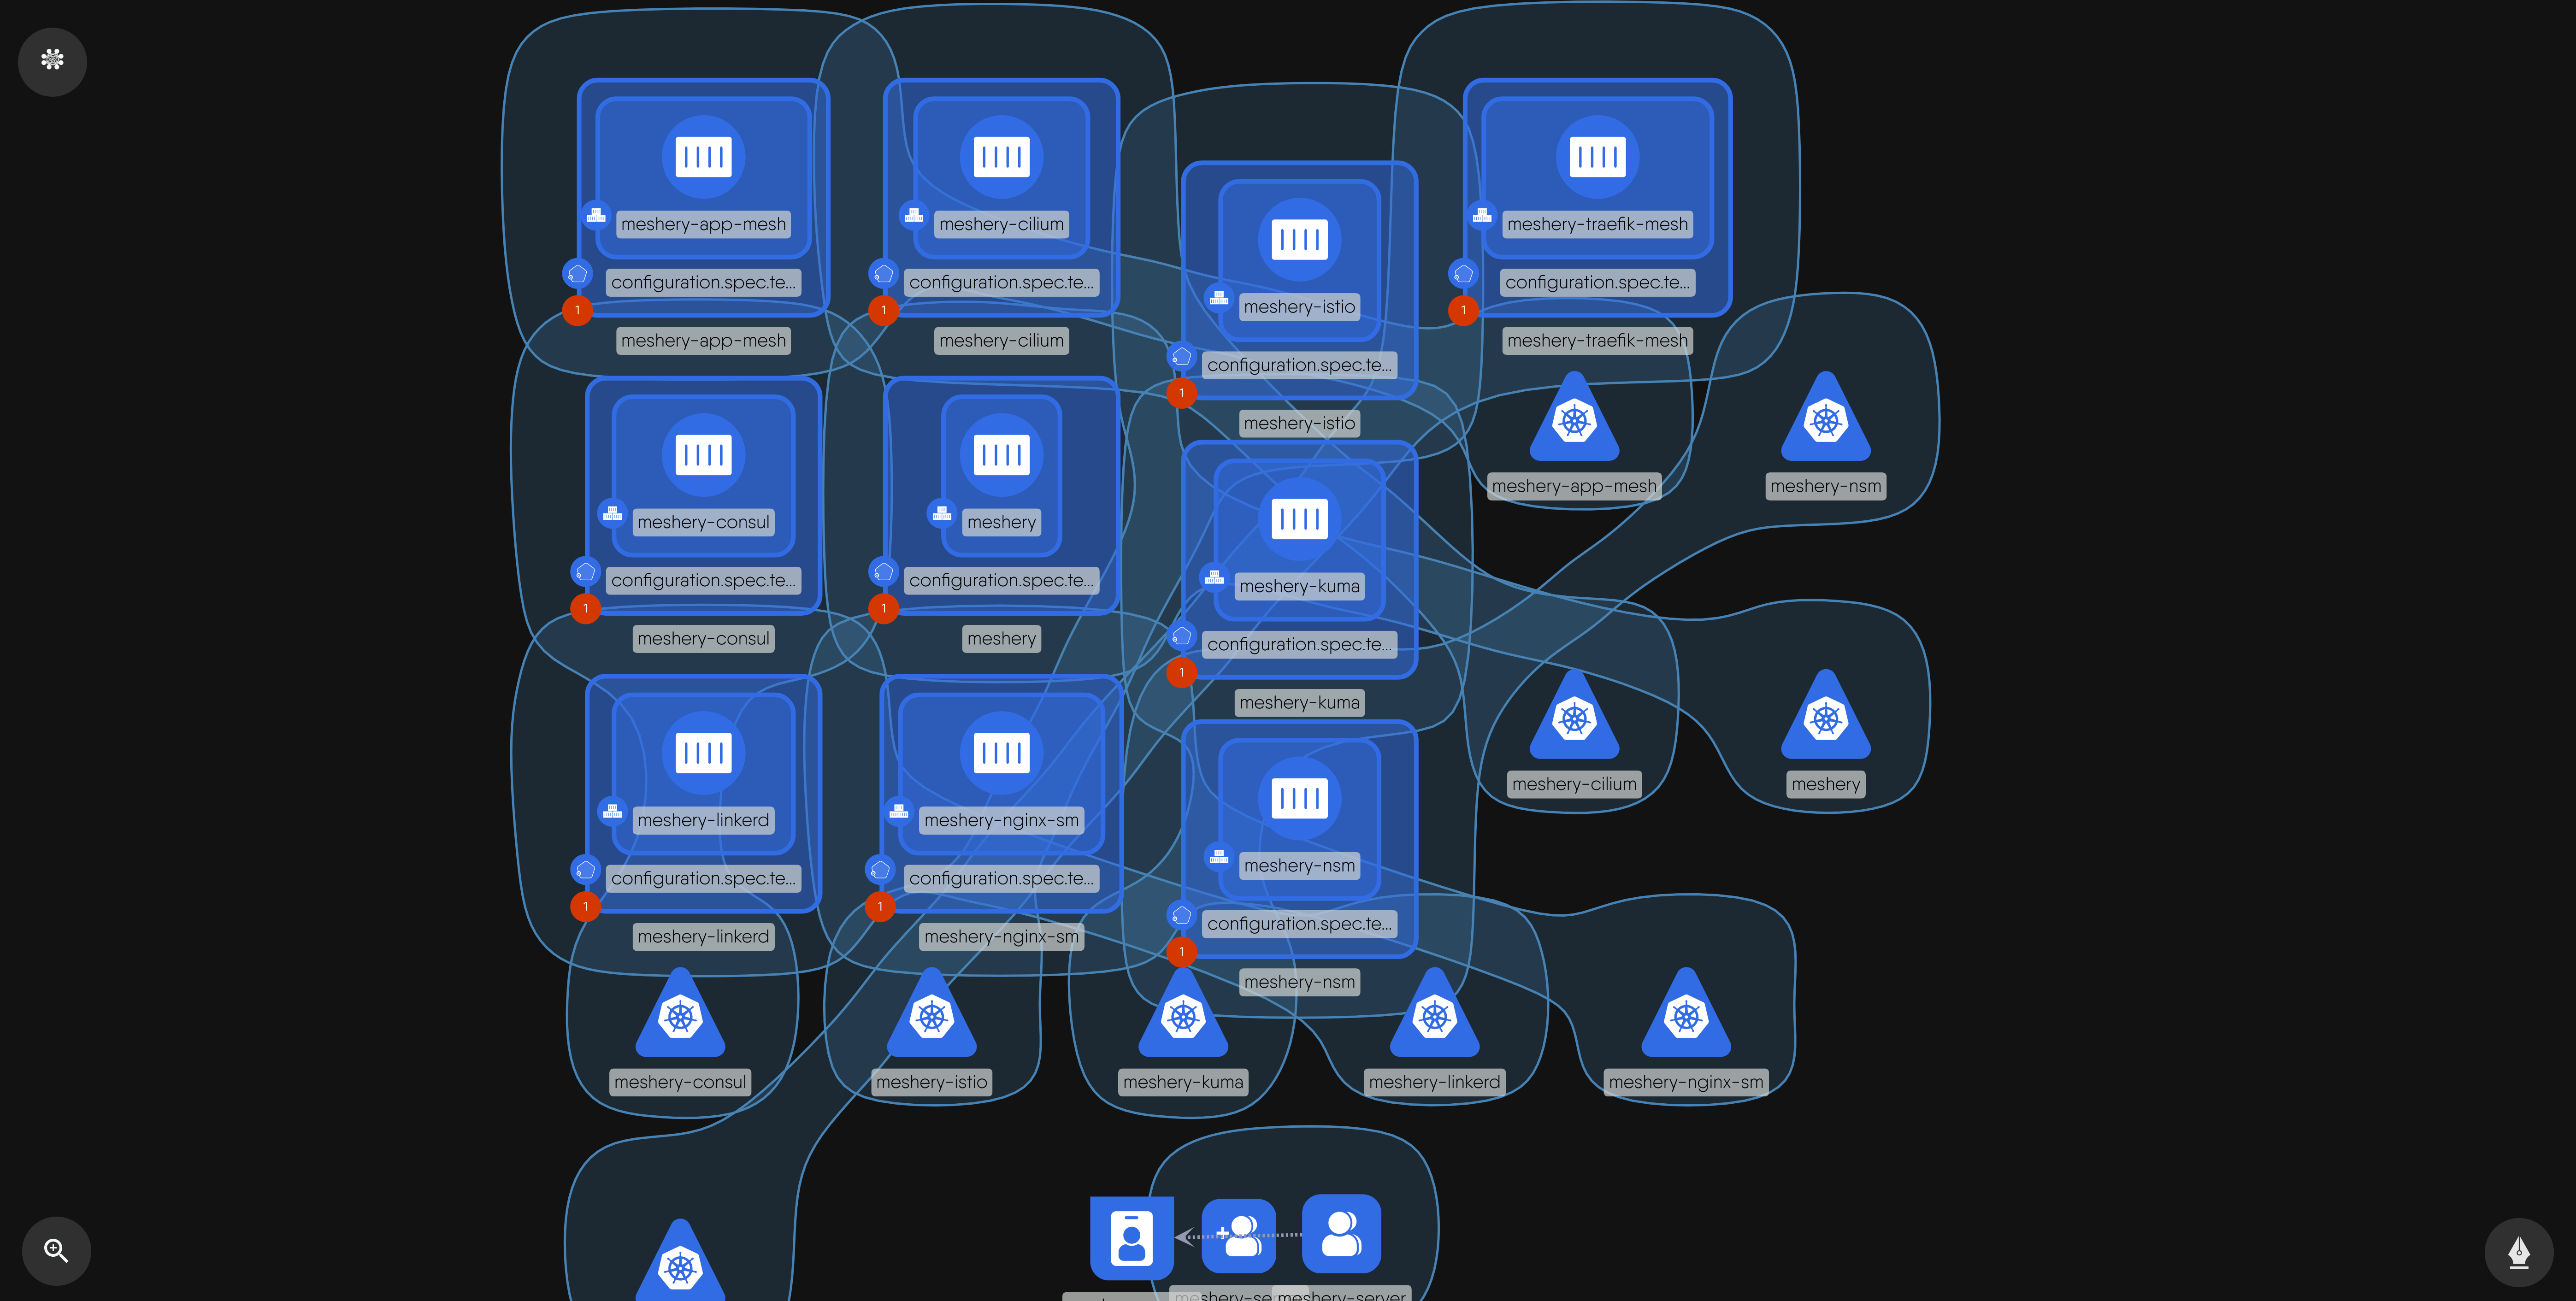 meshery-app-mesh
configuration.spec.te...
1
meshery-app-mesh
meshery-cilium
configuration.spec.te...
1
meshery-cilium
meshery-istio
configuration.spec.te...
1
meshery-istio
meshery-traefik-mesh
configuration.spec.te...
1
meshery-traefik-mesh
meshery-consul
configuration.spec.te...
1
meshery-consul
meshery
configuration.spec.te...
1
meshery
meshery-kuma
configuration.spec.te...
1
meshery-kuma
meshery-app-mesh
meshery-nsm
meshery-linkerd
configuration.spec.te...
1
meshery-linkerd
meshery-nginx-sm
configuration.spec.te...
1
meshery-nginx-sm
meshery-nsm
configuration.spec.te...
1
meshery-nsm
meshery-cilium
meshery
meshery-consul
meshery-istio
meshery-kuma
meshery-linkerd
meshery-nginx-sm
meshery-server